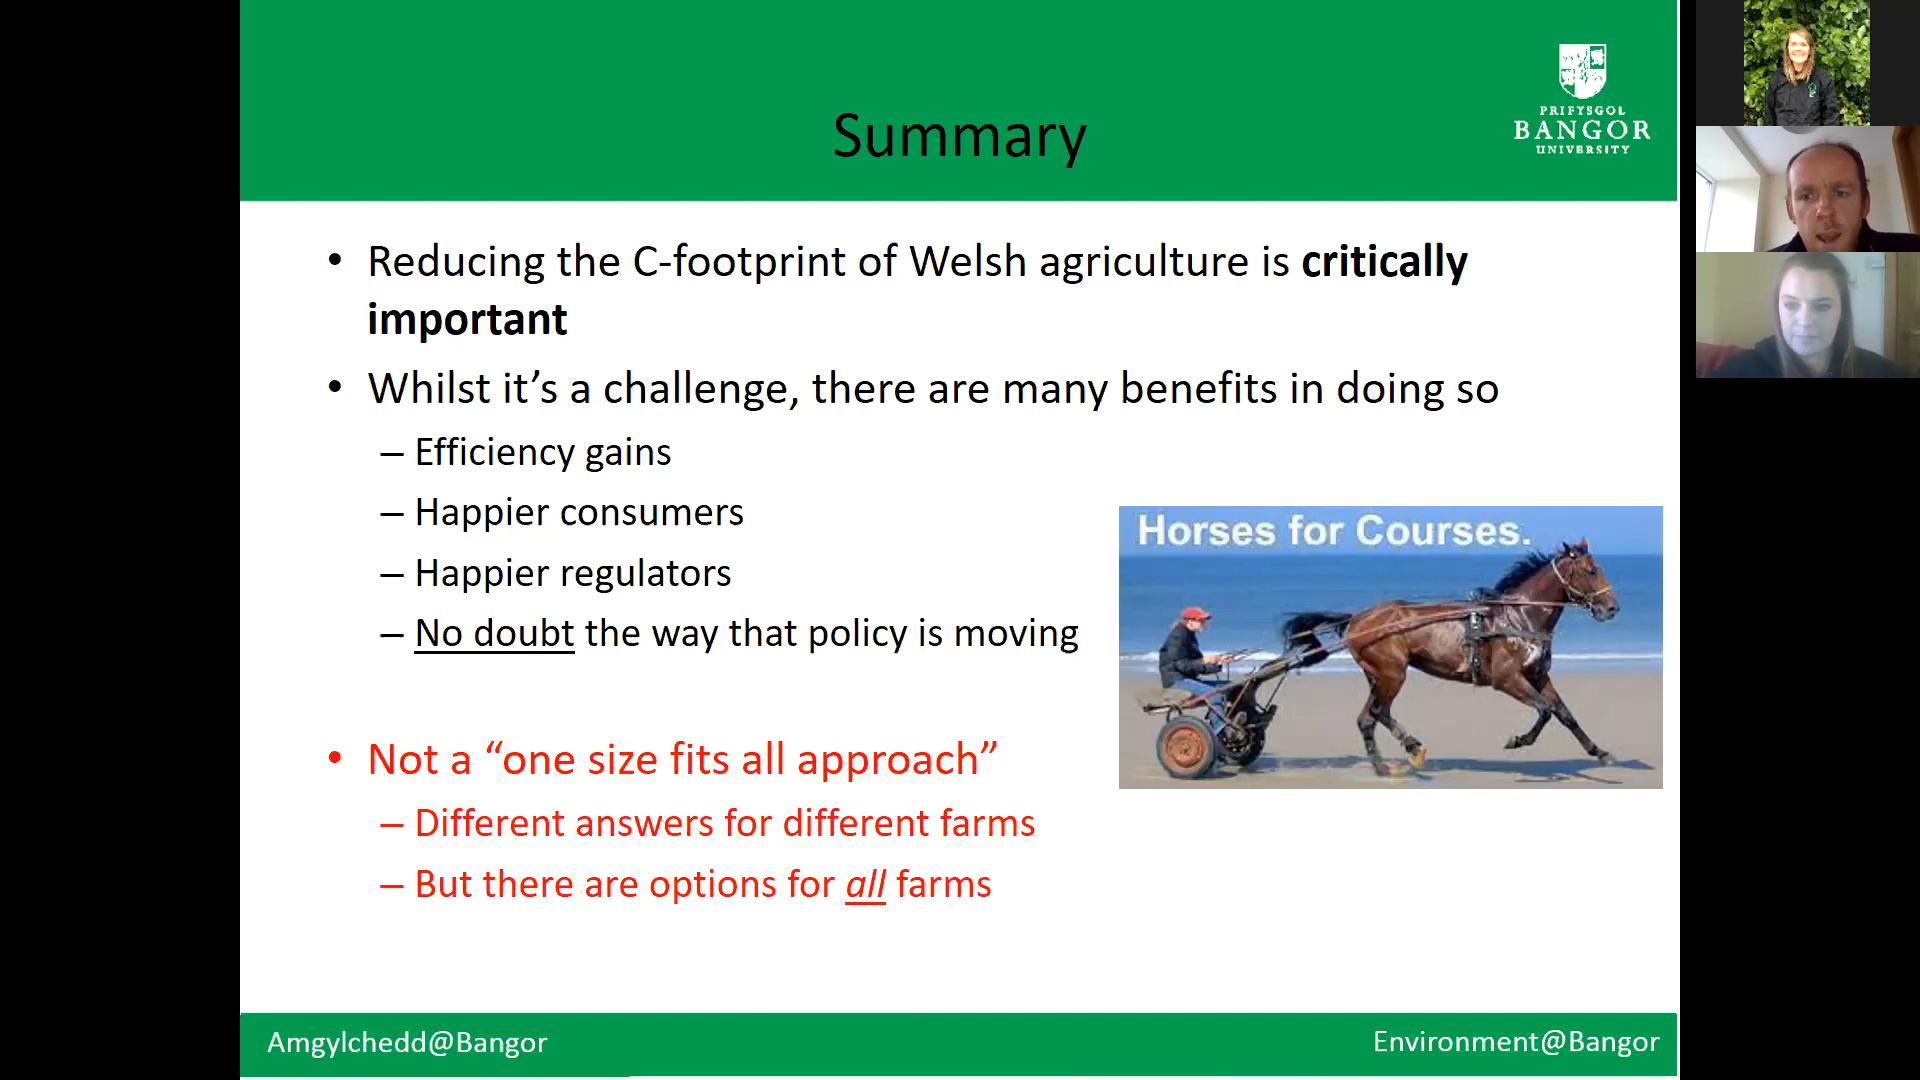 Summary
PRIFYSGOL
BANGOR
UNIVERSITY
• Reducing the C-footprint of Welsh agriculture is critically
important
• Whilst it’s a challenge, there are many benefits in doing so
– Efficiency gains
– Happier consumers
– Happier regulators
– No doubt the way that policy is moving
Horses for Courses.
• Not a “one size fits all approach”
– Different answers for different farms
– But there are options for all farms
Amgylchedd@Bangor
Environment@Bangor